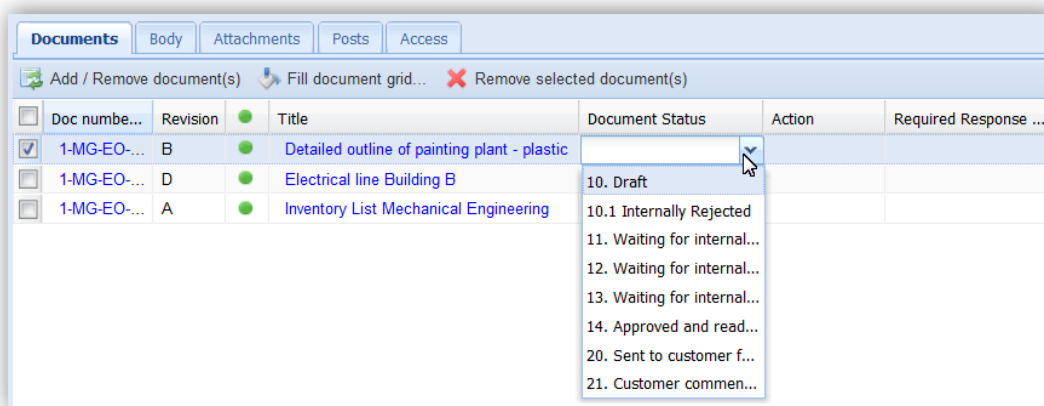 Documents Body Attachments Posts Access
Add / Remove document(s) Fill document grid... Remove selected document(s)
Doc numbe... Revision Title Document Status Action Required Response ...
1-MG-EO-... B Detailed outline of painting plant - plastic
1-MG-EO-... D Electrical line Building B
1-MG-EO-... A Inventory List Mechanical Engineering
10. Draft
10.1 Internally Rejected
11. Waiting for internal...
12. Waiting for internal...
13. Waiting for internal...
14. Approved and read...
20. Sent to customer f...
21. Customer commen...